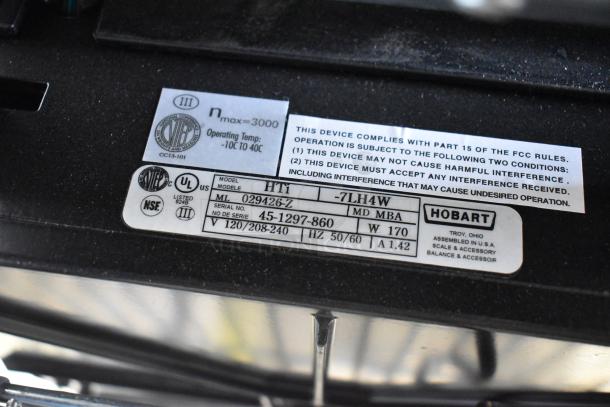 III
nmax=3000
Operating Temp:
-10C TO 40C
CC13-101
THIS DEVICE COMPLIES WITH PART 15 OF THE FCC RULES.
OPERATION IS SUBJECT TO THE FOLLOWING TWO CONDITIONS:
(1) THIS DEVICE MAY NOT CAUSE HARMFUL INTERFERENCE .
(2) THIS DEVICE MUST ACCEPT ANY INTERFERENCE RECEIVED,
INCLUDING INTERFERENCE THAT MAY CAUSE UNDESIRED OPERATION.
NTEP
C UL US
NSF
LISTED
III
MODEL
MODELE HTi -7LH4W
ML 029426-Z MD MBA
SERIAL NO.
NO DE SERIE 45-1297-860 W 170
V 120/208-240 HZ 50/60 A 1.42
HOBART
TROY, OHIO
ASSEMBLED IN U.S.A
SCALE & ACCESSORY
BALANCE & ACCESSOIR